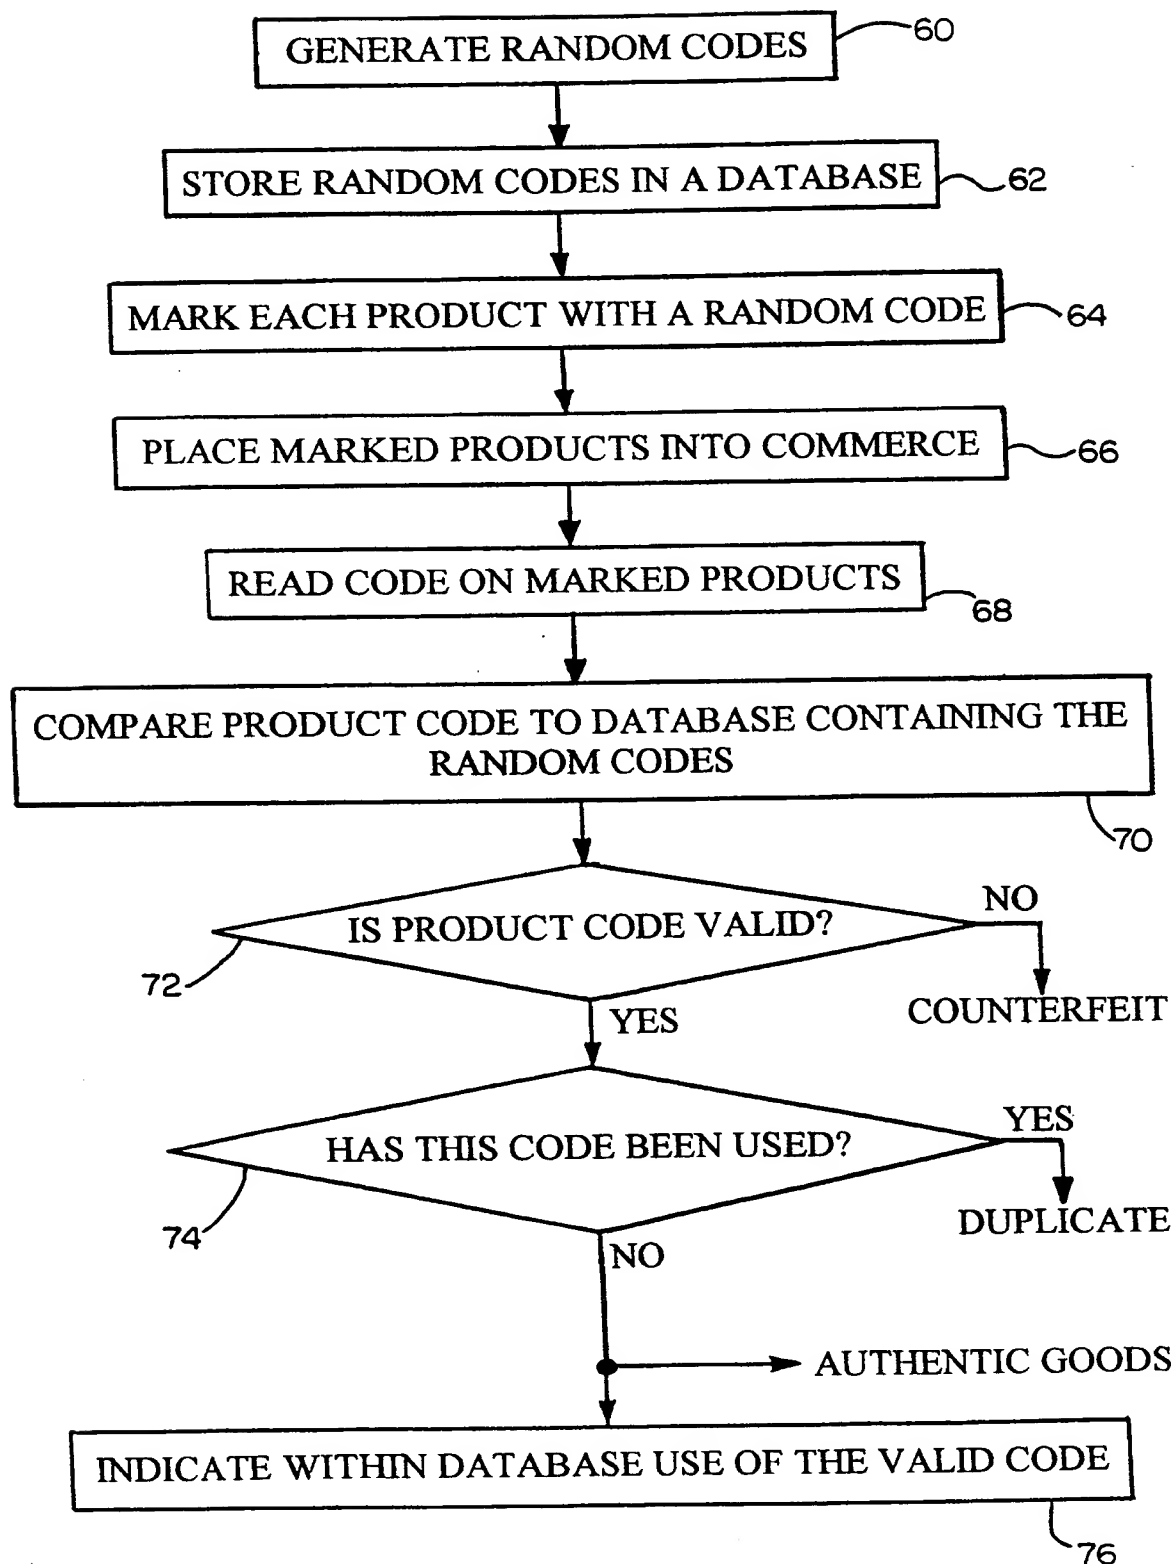 GENERATE RANDOM CODES
60
STORE RANDOM CODES IN A DATABASE
62
MARK EACH PRODUCT WITH A RANDOM CODE
64
PLACE MARKED PRODUCTS INTO COMMERCE
66
READ CODE ON MARKED PRODUCTS
68
COMPARE PRODUCT CODE TO DATABASE CONTAINING THE
RANDOM CODES
70
IS PRODUCT CODE VALID?
NO
72
COUNTERFEIT
YES
HAS THIS CODE BEEN USED?
YES
74
DUPLICATE
NO
AUTHENTIC GOODS
INDICATE WITHIN DATABASE USE OF THE VALID CODE
76